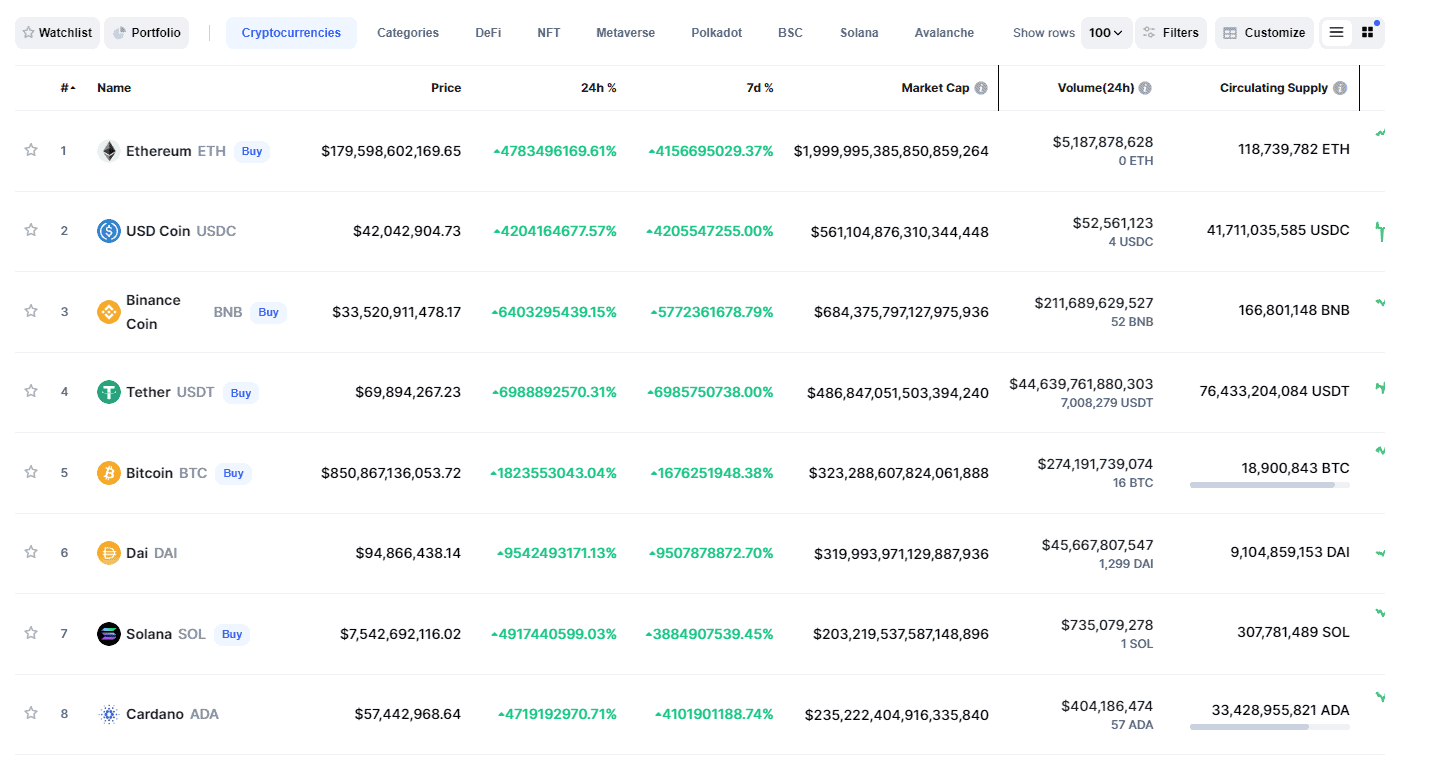 Watchlist Portfolio Cryptocurrencies Categories DeFi NFT Metaverse Polkadot BSC Solana Avalanche Show rows 100 Filters Customize
# Name Price 24h % 7d % Market Cap Volume(24h) Circulating Supply
1 Ethereum ETH Buy $179,598,602,169.65 4783496169.61% 4156695029.37% $1,999,995,385,850,859,264 $5,187,878,628 118,739,782 ETH
0 ETH
2 USD Coin USDC $42,042,904.73 4204164677.57% 4205547255.00% $561,104,876,310,344,448 $52,561,123 41,711,035,585 USDC
4 USDC
3 Binance Coin BNB Buy $33,520,911,478.17 6403295439.15% 5772361678.79% $684,375,797,127,975,936 $211,689,629,527 166,801,148 BNB
52 BNB
4 Tether USDT Buy $69,894,267.23 6988892570.31% 6985750738.00% $486,847,051,503,394,240 $44,639,761,880,303 76,433,204,084 USDT
7,008,279 USDT
5 Bitcoin BTC Buy $850,867,136,053.72 1823553043.04% 1676251948.38% $323,288,607,824,061,888 $274,191,739,074 18,900,843 BTC
16 BTC
6 Dai DAI $94,866,438.14 9542493171.13% 9507878872.70% $319,993,971,129,887,936 $45,667,807,547 9,104,859,153 DAI
1,299 DAI
7 Solana SOL Buy $7,542,692,116.02 4917440599.03% 3884907539.45% $203,219,537,587,148,896 $735,079,278 307,781,489 SOL
1 SOL
8 Cardano ADA $57,442,968.64 4719192970.71% 4101901188.74% $235,222,404,916,335,840 $404,186,474 33,428,955,821 ADA
57 ADA